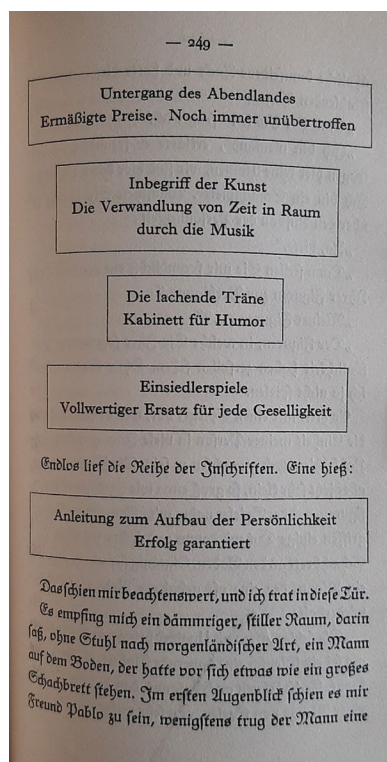 — 249 —
Untergang des Abendlandes
Ermäßigte Preise. Noch immer unübertroffen
Inbegriff der Kunst
Die Verwandlung von Zeit in Raum
durch die Musik
Die lachende Träne
Kabinett für Humor
Einsiedlerspiele
Vollwertiger Ersatz für jede Geselligkeit
Endlos lief die Reihe der Inschriften. Eine hieß:
Anleitung zum Aufbau der Persönlichkeit
Erfolg garantiert
Das schien mir beachtenswert, und ich trat in diese Tür.
Es empfing mich ein dämmriger, stiller Raum, darin
saß, ohne Stuhl nach morgenländischer Art, ein Mann
auf dem Boden, der hatte vor sich etwas wie ein großes
Schachbrett stehen. Im ersten Augenblick schien es mir
Freund Pablo zu sein, wenigstens trug der Mann eine